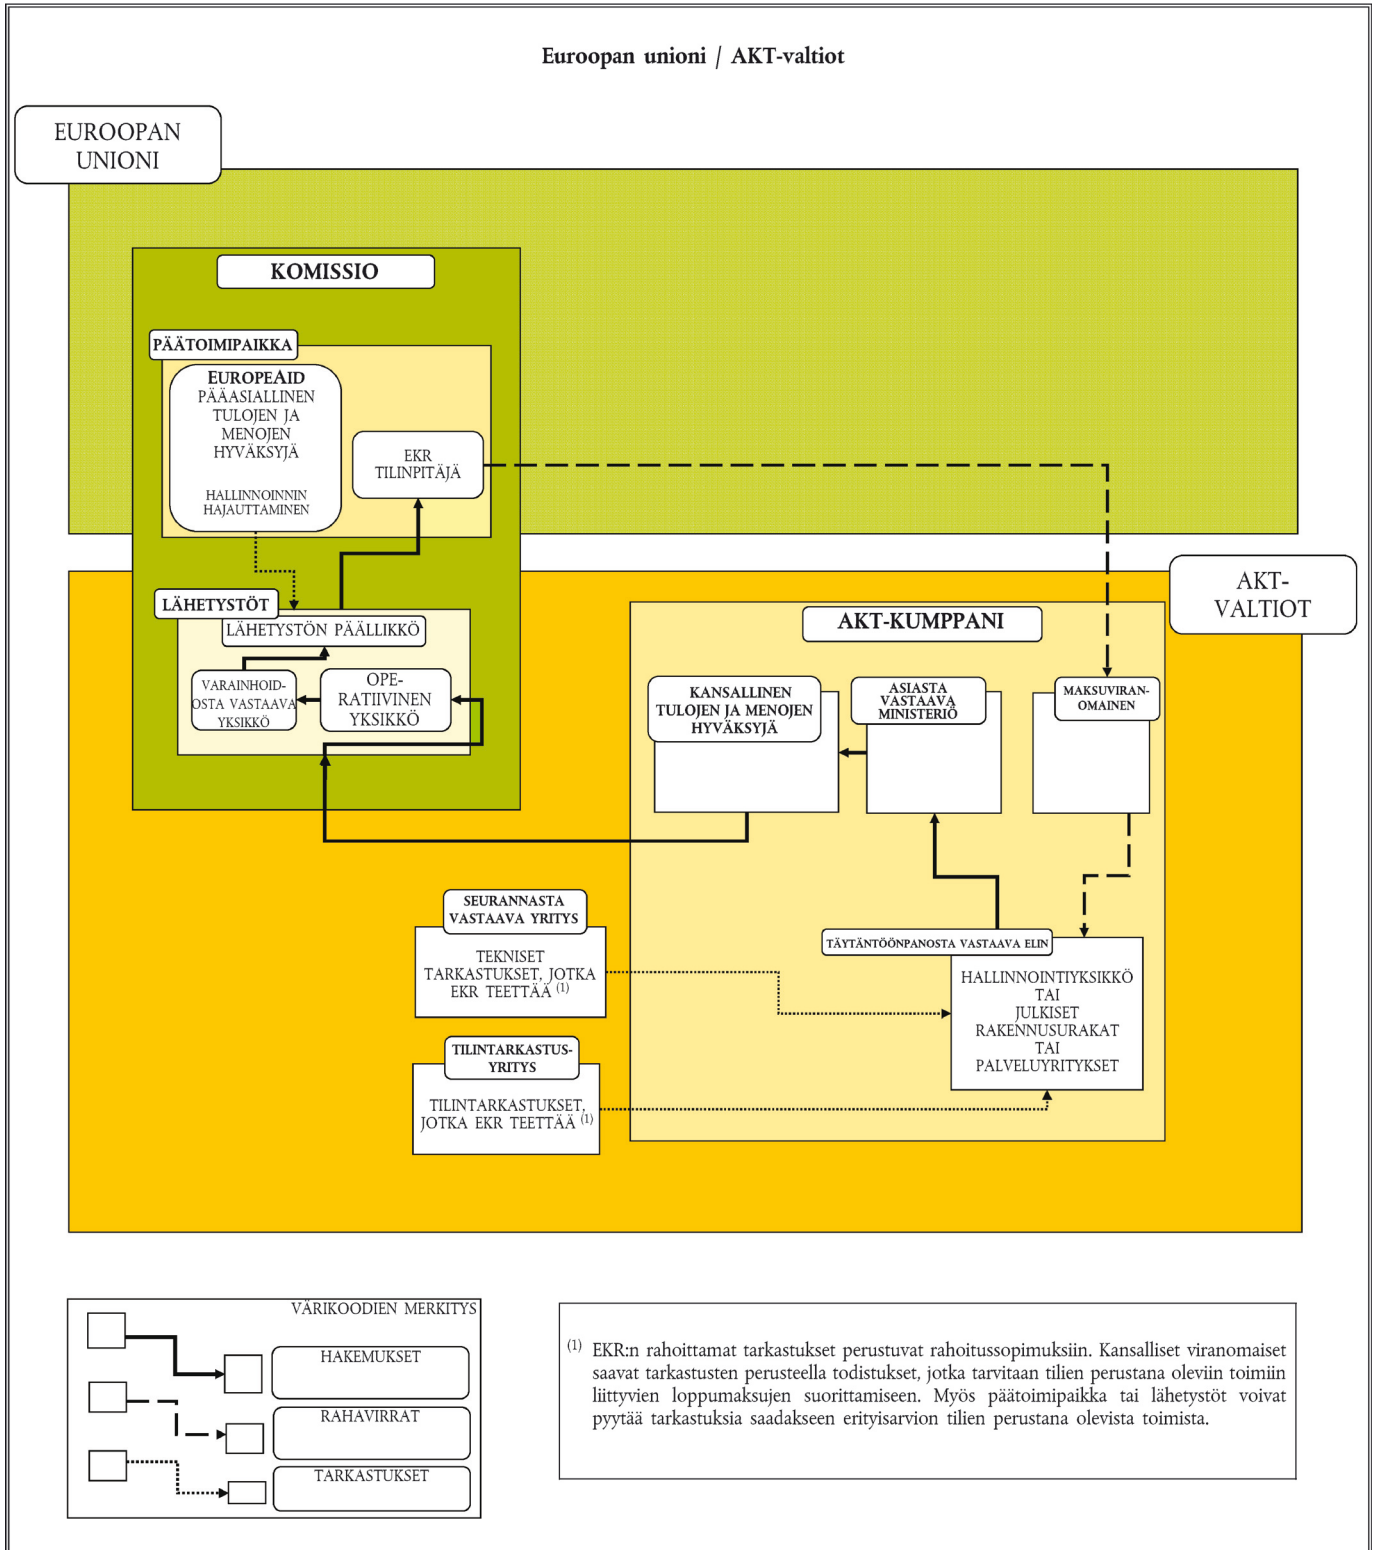 Euroopan unioni / AKT-valtiot
EUROOPAN
UNIONI
KOMISSIO
PÄÄTOIMIPAIKKA
EUROPEAID
PÄÄASIALLINEN
TULOJEN JA
MENOJEN
HYVÄKSYJÄ
HALLINNOINNIN
HAJAUTTAMINEN
EKR
TILINPITÄJÄ
AKT-
VALTIOT
LÄHETYSTÖT
LÄHETYSTÖN PÄÄLLIKKÖ
VARAINHOID-
OSTA VASTAAVA
YKSIKKÖ
OPE-
RATIIVINEN
YKSIKKÖ
AKT-KUMPPANI
KANSALLINEN
TULOJEN JA MENOJEN
HYVÄKSYJÄ
ASIASTA
VASTAAVA
MINISTERIÖ
MAKSUVIRAN-
OMAINEN
SEURANNASTA
VASTAAVA YRITYS
TEKNISET
TARKASTUKSET, JOTKA
EKR TEETTÄÄ (1)
TÄYTÄNTÖÖNPANOSTA VASTAAVA ELIN
HALLINNOINTIYKSIKKÖ
TAI
JULKISET
RAKENNUSURAKAT
TAI
PALVELUYRITYKSET
TILINTARKASTUS-
YRITYS
TILINTARKASTUKSET,
JOTKA EKR TEETTÄÄ (1)
VÄRIKOODIEN MERKITYS
HAKEMUKSET
RAHAVIRRAT
TARKASTUKSET
(1) EKR:n rahoittamat tarkastukset perustuvat rahoitussopimuksiin. Kansalliset viranomaiset
saavat tarkastusten perusteella todistukset, jotka tarvitaan tilien perustana oleviin toimiin
liittyvien loppumaksujen suorittamiseen. Myös päätoimipaikka tai lähetystöt voivat
pyytää tarkastuksia saadakseen erityisarvion tilien perustana olevista toimista.